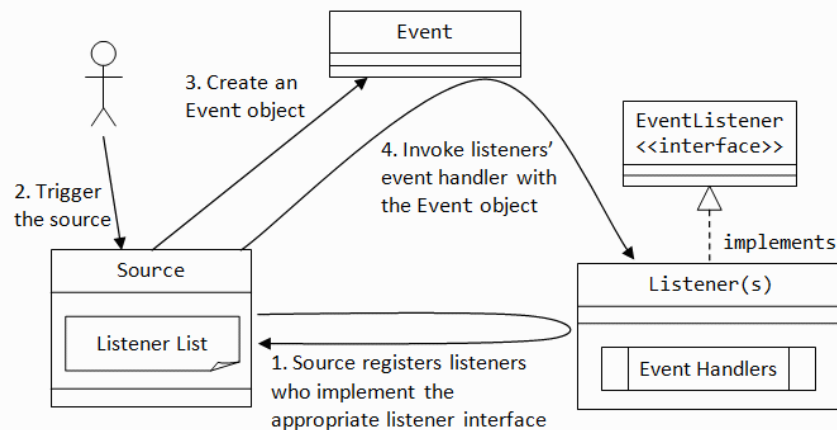 Event
3. Create an
Event object
EventListener
<<interface>>
4. Invoke listeners'
event handler with
the Event object
2. Trigger
the source
implements
Source
Listener(s)
Listener List
Event Handlers
1. Source registers listeners
who implement the
appropriate listener interface